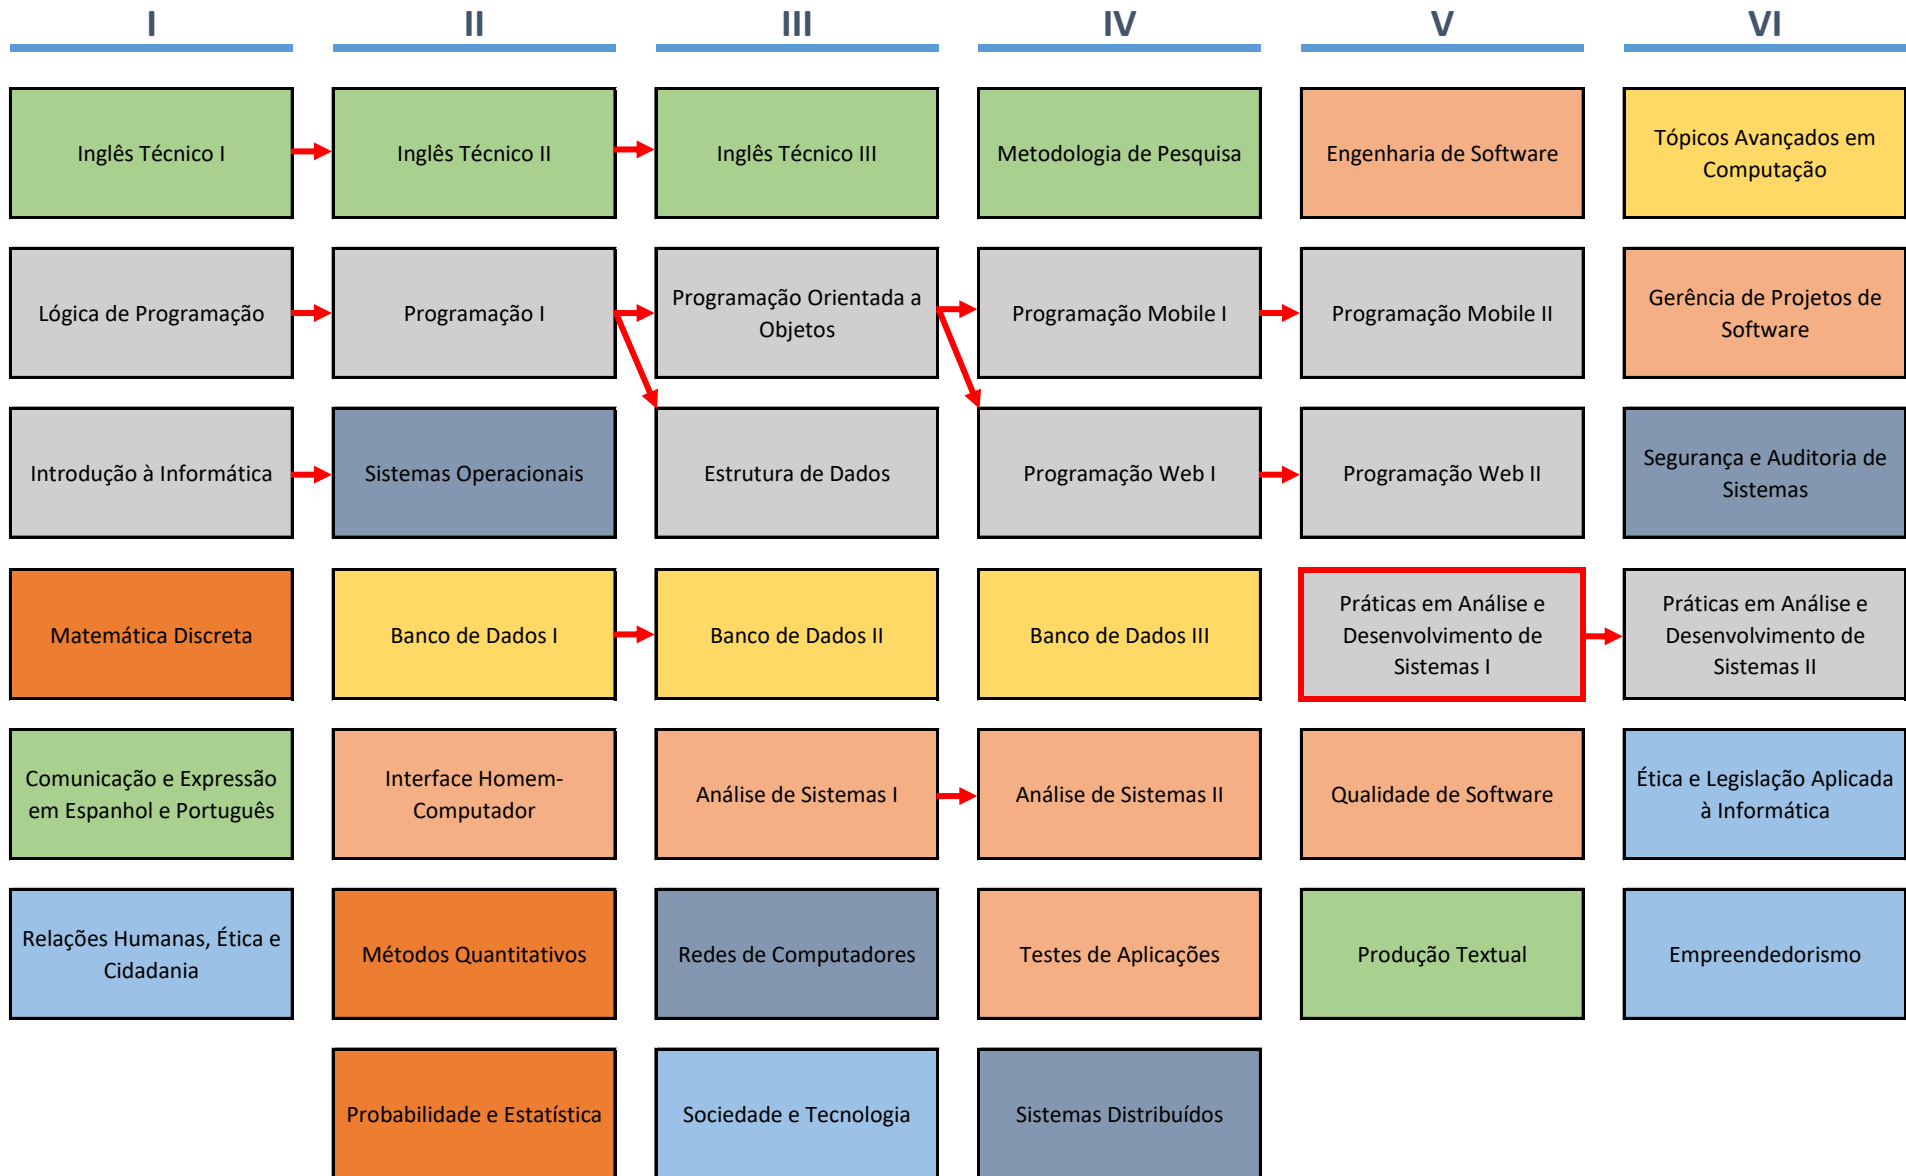 I
II
III
IV
V
VI
Inglês Técnico I
Inglês Técnico II
Inglês Técnico III
Metodologia de Pesquisa
Engenharia de Software
Tópicos Avançados em
Computação
Lógica de Programação
Programação I
Programação Orientada a
Objetos
Programação Mobile I
Programação Mobile II
Gerência de Projetos de
Software
Introdução à Informática
Sistemas Operacionais
Estrutura de Dados
Programação Web I
Programação Web II
Segurança e Auditoria de
Sistemas
Matemática Discreta
Banco de Dados I
Banco de Dados II
Banco de Dados III
Práticas em Análise e
Desenvolvimento de
Sistemas I
Práticas em Análise e
Desenvolvimento de
Sistemas II
Comunicação e Expressão
em Espanhol e Português
Interface Homem-
Computador
Análise de Sistemas I
Análise de Sistemas II
Qualidade de Software
Ética e Legislação Aplicada
à Informática
Relações Humanas, Ética e
Cidadania
Métodos Quantitativos
Redes de Computadores
Testes de Aplicações
Produção Textual
Empreendedorismo
Probabilidade e Estatística
Sociedade e Tecnologia
Sistemas Distribuídos